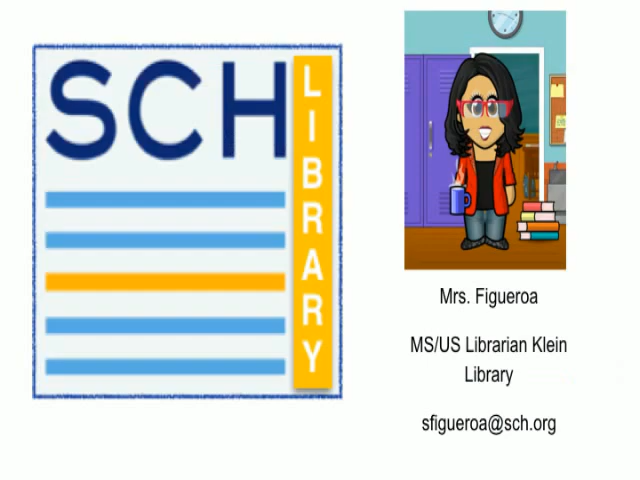 SCH
LIBRARY
Mrs. Figueroa
MS/US Librarian Klein
Library
sfigueroa@sch.org